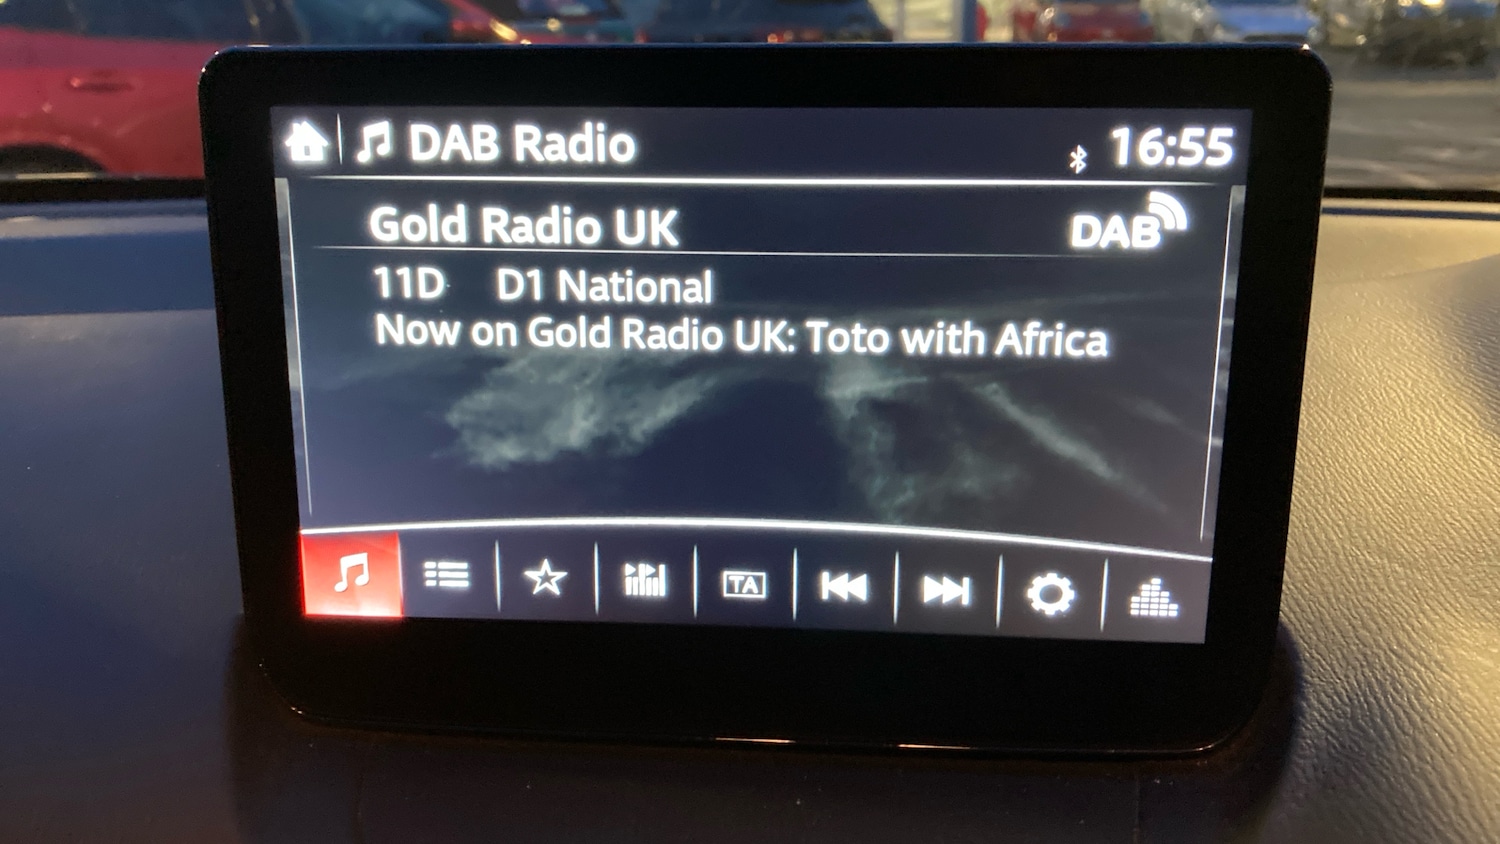 DAB Radio 16:55
Gold Radio UK DAB
11D D1 National
Now on Gold Radio UK: Toto with Africa
TA